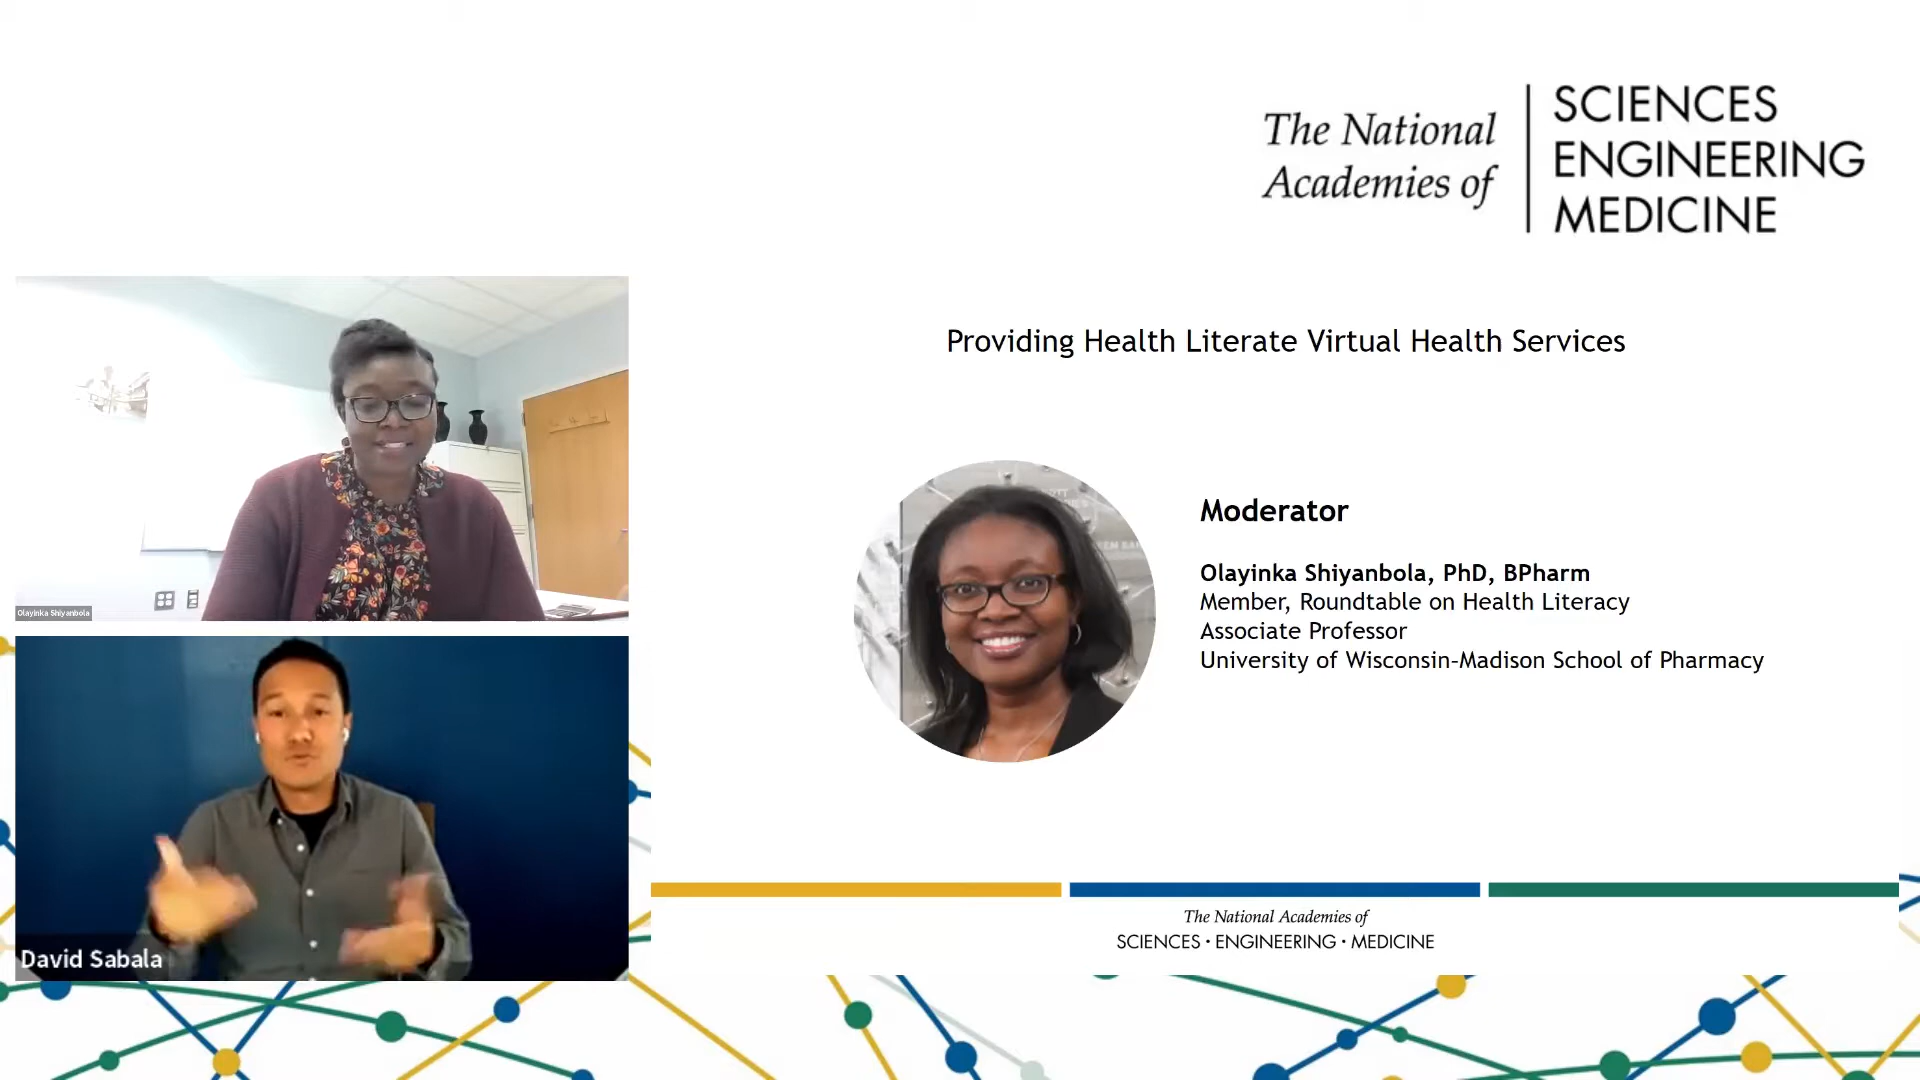 The National
Academies of
SCIENCES
ENGINEERING
MEDICINE
Providing Health Literate Virtual Health Services
Moderator
Olayinka Shiyanbola, PhD, BPharm
Member, Roundtable on Health Literacy
Associate Professor
University of Wisconsin-Madison School of Pharmacy
Olayinka Shiyanbola
David Sabala
The National Academies of
SCIENCES · ENGINEERING · MEDICINE